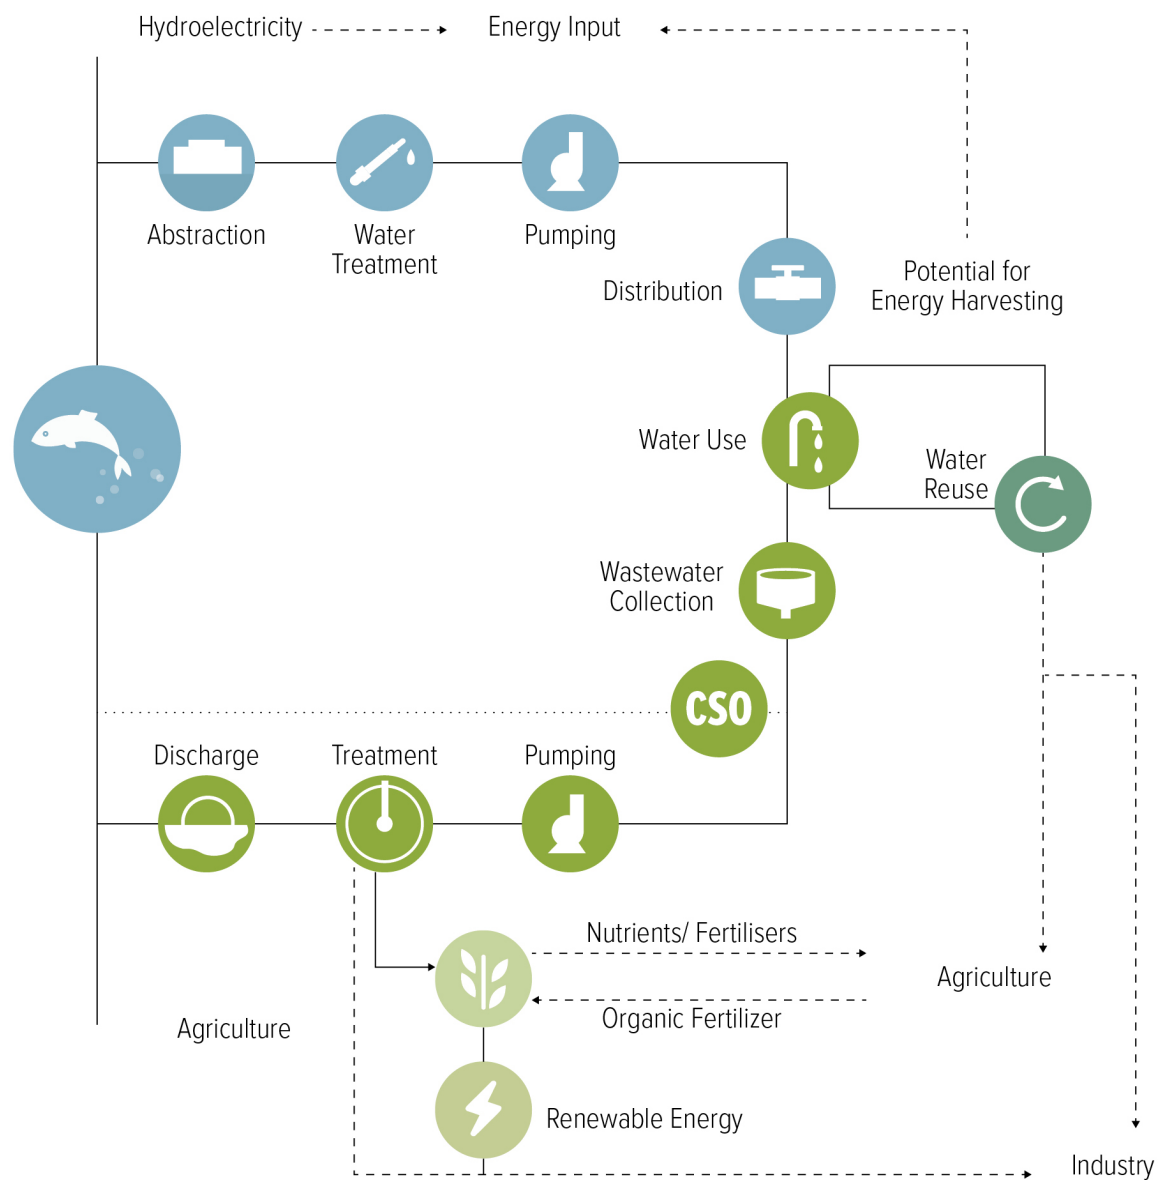 Hydroelectricity
Energy Input
Abstraction
Water
Treatment
Pumping
Distribution
Potential for
Energy Harvesting
Water Use
Water
Reuse
Wastewater
Collection
CSO
Discharge
Treatment
Pumping
Nutrients/ Fertilisers
Agriculture
Organic Fertilizer
Agriculture
Renewable Energy
Industry